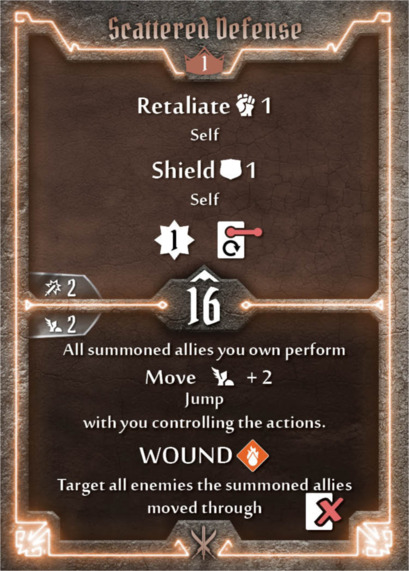 Scattered Defense
1
Retaliate 1
Self
Shield 1
Self
1
2
16
2
All summoned allies you own perform
Move + 2
Jump
with you controlling the actions.
WOUND
Target all enemies the summoned allies
moved through